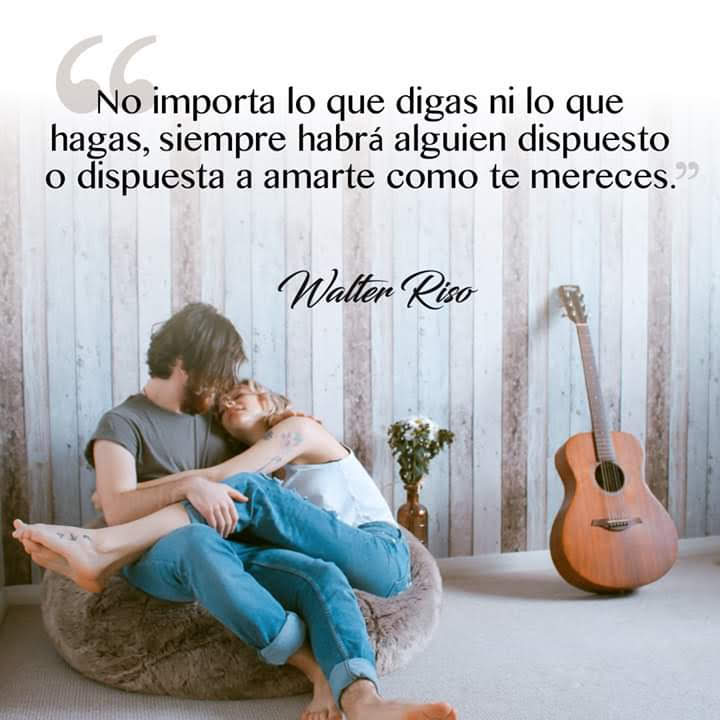 No importa lo que digas ni lo que
hagas, siempre habrá alguien dispuesto
o dispuesta a amarte como te mereces.”
Walter Riso